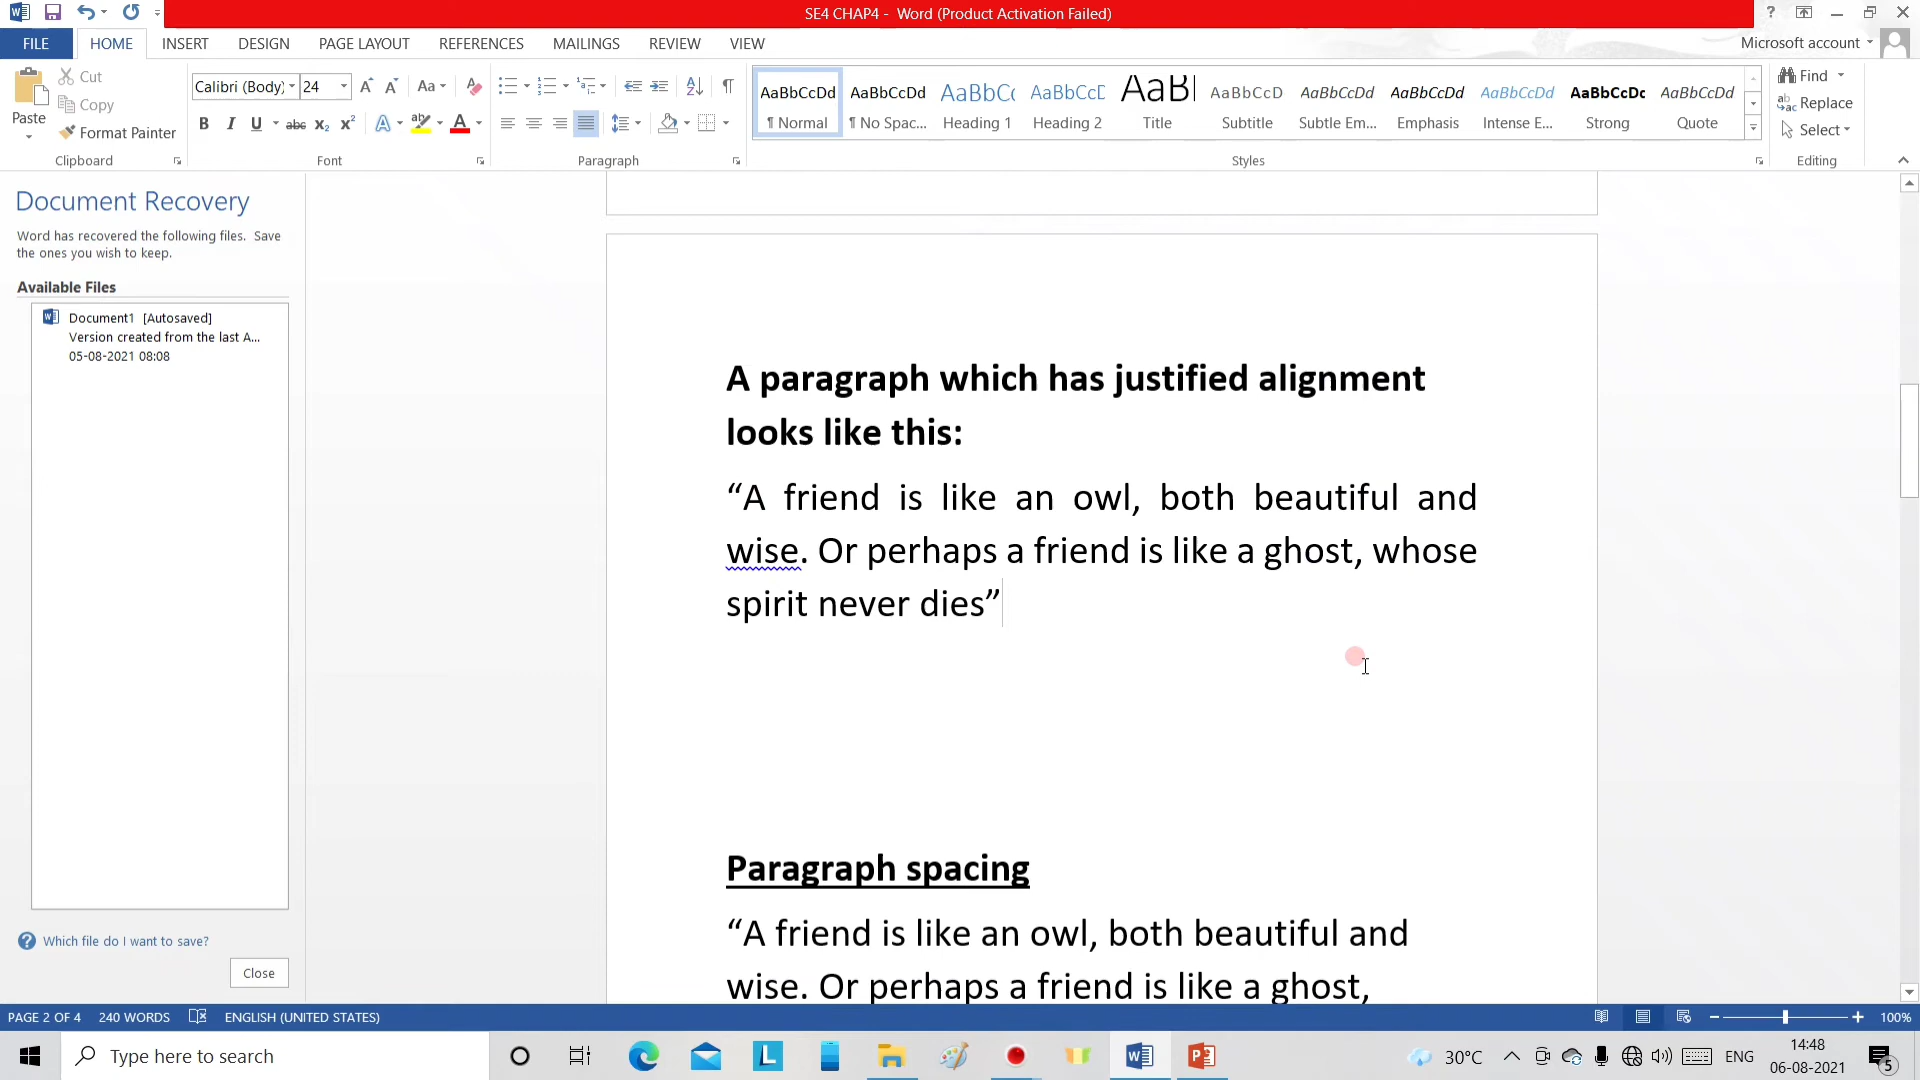 SE4 CHAP4 - Word (Product Activation Failed)
FILE HOME INSERT DESIGN PAGE LAYOUT REFERENCES MAILINGS REVIEW VIEW Microsoft account
Paste
Cut
Copy
Format Painter
Clipboard
Calibri (Body) 24
Font
Paragraph
AaBbCcDd AaBbCcDd AaBbC AaBbCcC AaBl AaBbCcD AaBbCcDd AaBbCcDd AaBbCcDd AaBbCcDc AaBbCcDd
¶ Normal ¶ No Spac... Heading 1 Heading 2 Title Subtitle Subtle Em... Emphasis Intense E... Strong Quote
Styles
Find
Replace
Select
Editing
Document Recovery
Word has recovered the following files. Save
the ones you wish to keep.
Available Files
Document1 [Autosaved]
Version created from the last A...
05-08-2021 08:08
Which file do I want to save?
Close
A paragraph which has justified alignment
looks like this:
“A friend is like an owl, both beautiful and
wise. Or perhaps a friend is like a ghost, whose
spirit never dies”
Paragraph spacing
“A friend is like an owl, both beautiful and
wise. Or perhaps a friend is like a ghost,
PAGE 2 OF 4 240 WORDS ENGLISH (UNITED STATES) 100%
Type here to search
30°C ENG
14:48
06-08-2021
5